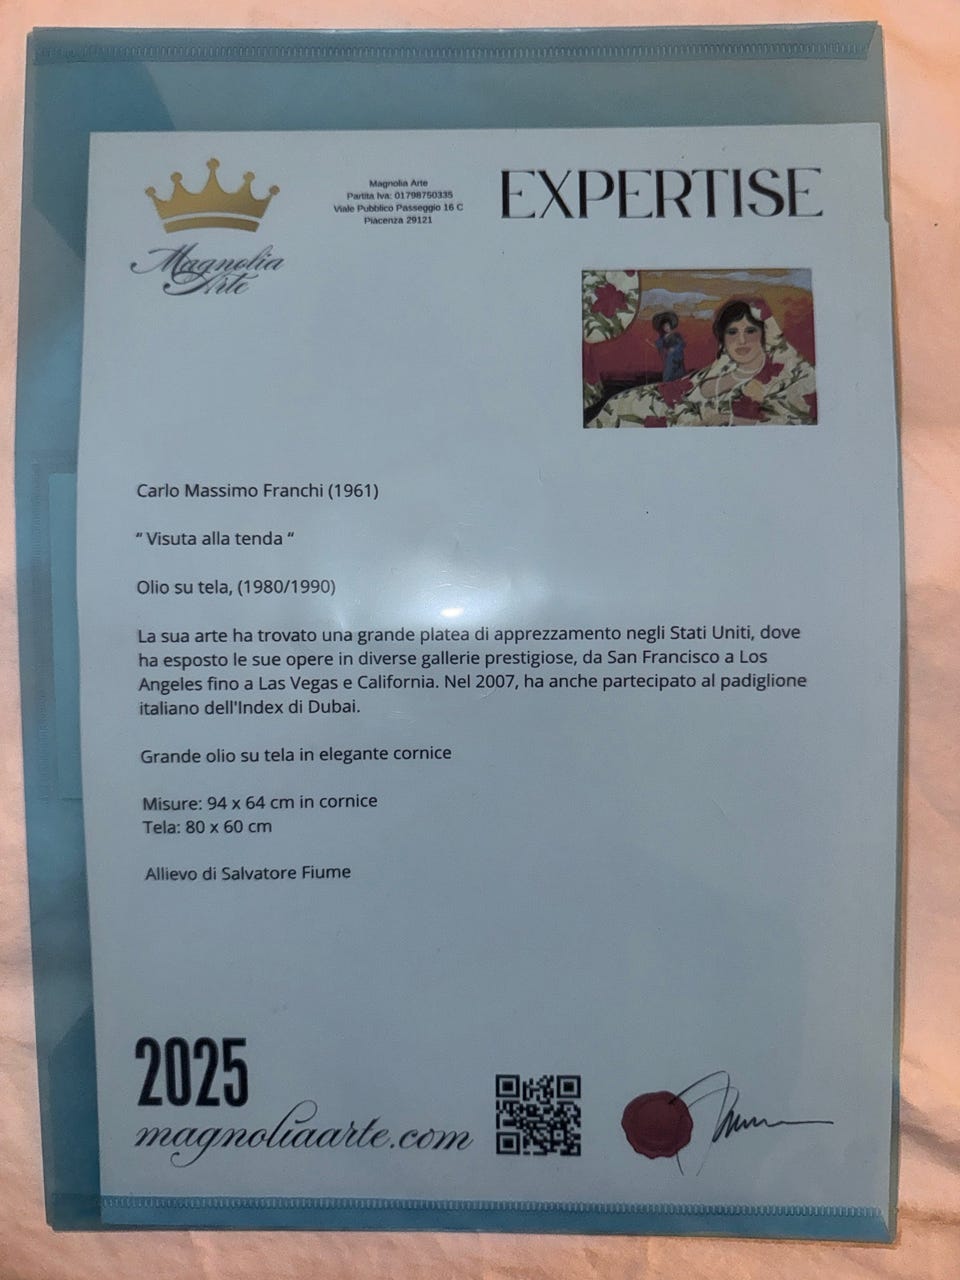 Magnolia
Arte
Magnolia Arte
Partita Iva: 01798750335
Viale Pubblico Passeggio 16 C
Piacenza 29121
EXPERTISE
Carlo Massimo Franchi (1961)
“ Visuta alla tenda “
Olio su tela, (1980/1990)
La sua arte ha trovato una grande platea di apprezzamento negli Stati Uniti, dove
ha esposto le sue opere in diverse gallerie prestigiose, da San Francisco a Los
Angeles fino a Las Vegas e California. Nel 2007, ha anche partecipato al padiglione
italiano dell'Index di Dubai.
Grande olio su tela in elegante cornice
Misure: 94 x 64 cm in cornice
Tela: 80 x 60 cm
Allievo di Salvatore Fiume
2025
magnoliaarte.com